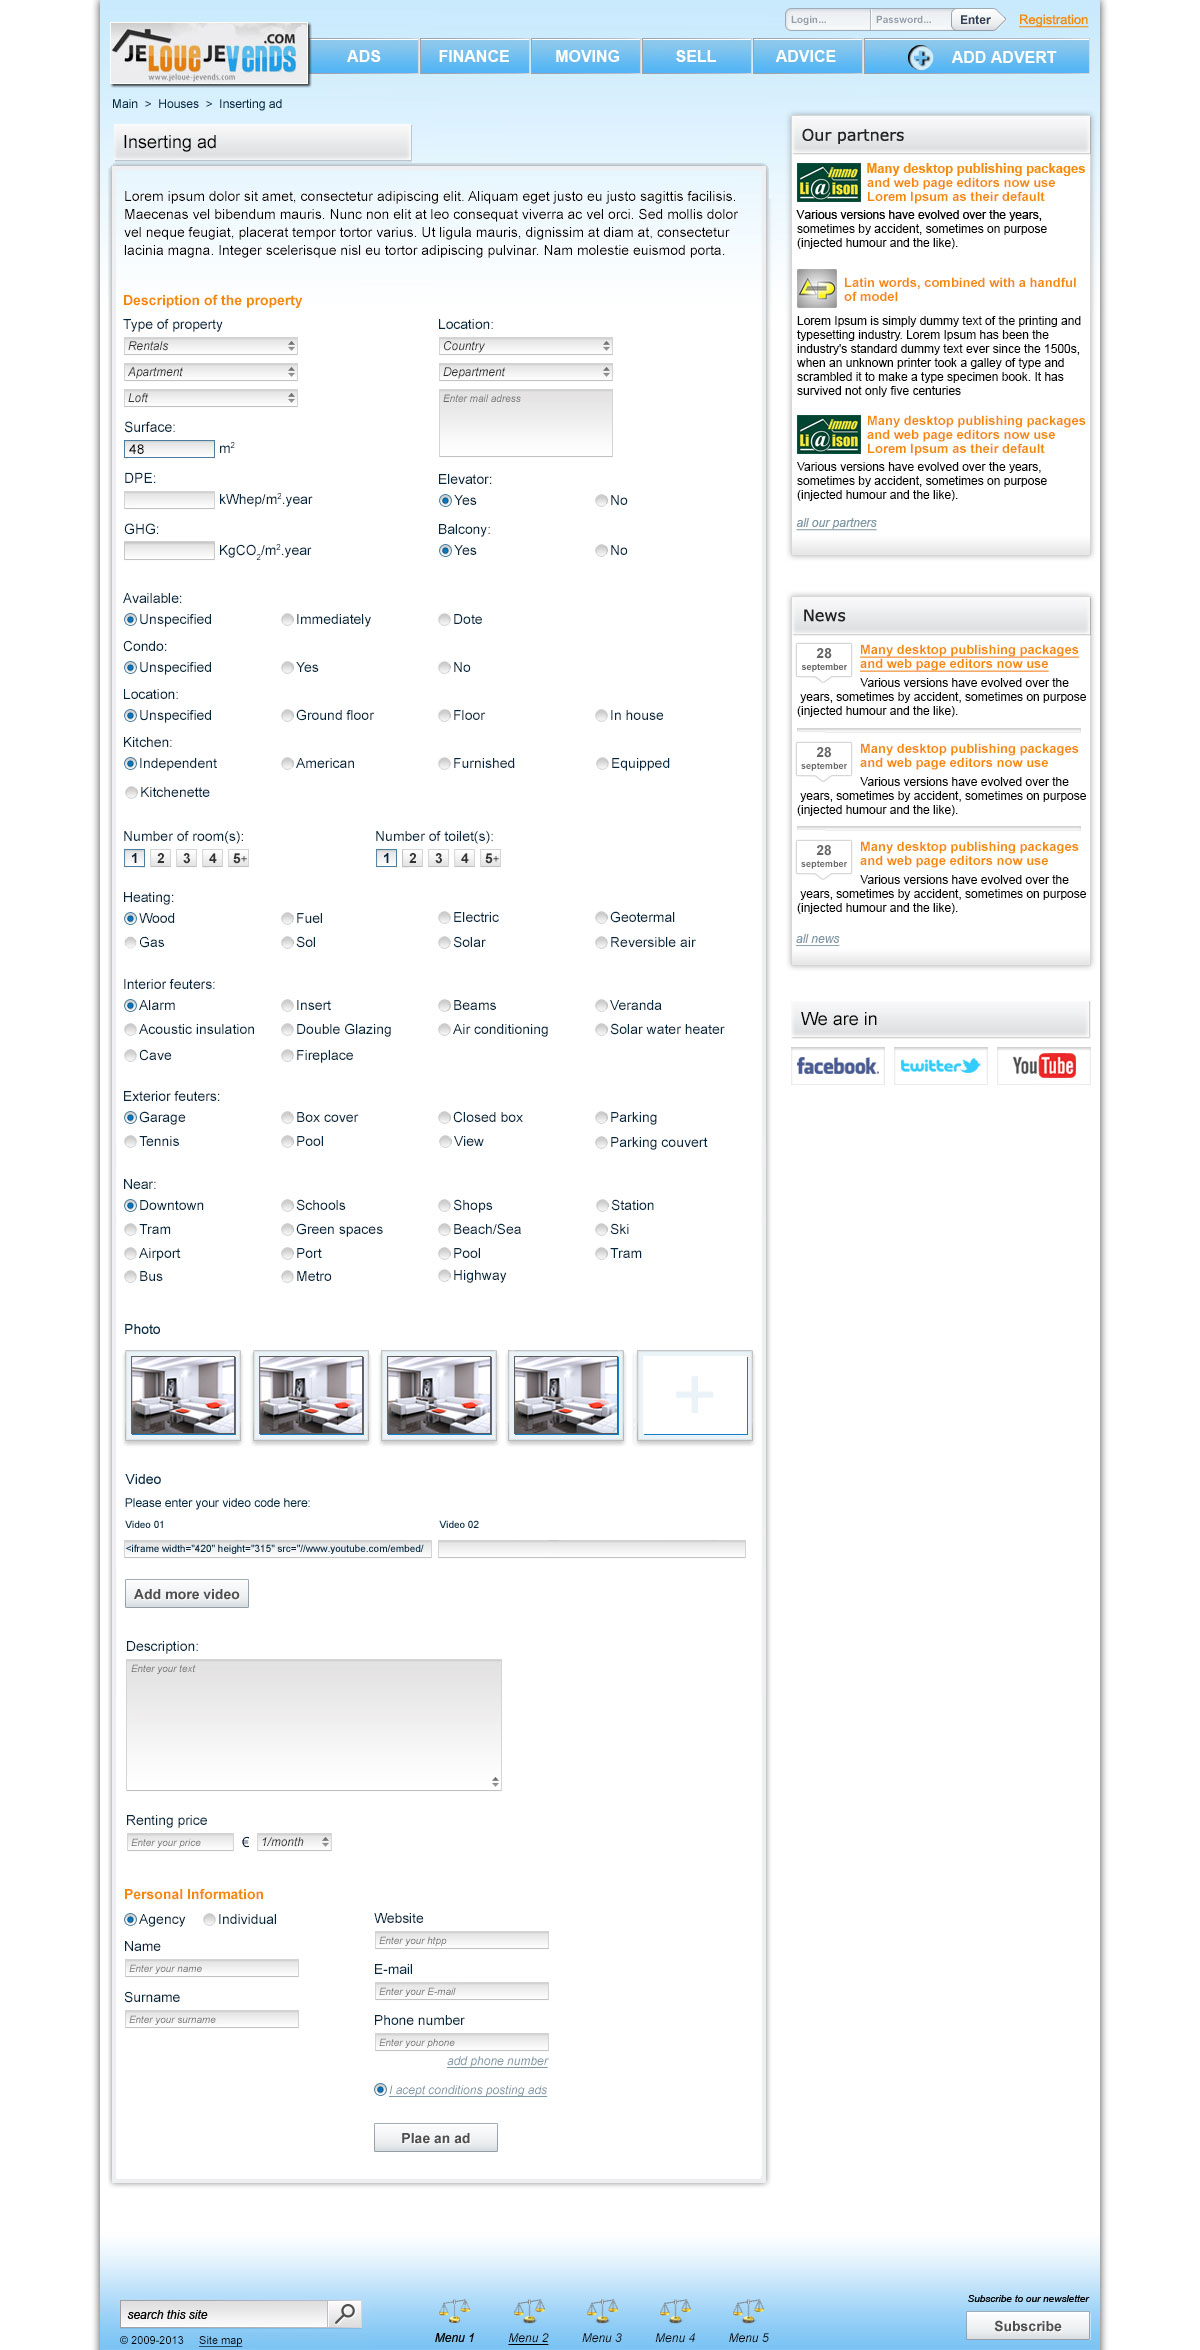 Login...
Password...
Enter
Registration
JELOUEJEVENDS.COM
www.jeloue-jevends.com
ADS
FINANCE
MOVING
SELL
ADVICE
ADD ADVERT
Main > Houses > Inserting ad
Inserting ad
Lorem ipsum dolor sit amet, consectetur adipiscing elit. Aliquam eget justo eu justo sagittis facilisis.
Maecenas vel bibendum mauris. Nunc non elit at leo consequat viverra ac vel orci. Sed mollis dolor
vel neque feugiat, placerat tempor tortor varius. Ut ligula mauris, dignissim at diam at, consectetur
lacinia magna. Integer scelerisque nisl eu tortor adipiscing pulvinar. Nam molestie euismod porta.
Description of the property
Type of property
Rentals
Apartment
Loft
Location:
Country
Department
Enter mail adress
Surface:
48 m²
DPE:
kWhep/m².year
GHG:
KgCO₂/m².year
Elevator:
Yes No
Balcony:
Yes No
Available:
Unspecified Immediately Dote
Condo:
Unspecified Yes No
Location:
Unspecified Ground floor Floor In house
Kitchen:
Independent American Furnished Equipped
Kitchenette
Number of room(s): Number of toilet(s):
1 2 3 4 5+ 1 2 3 4 5+
Heating:
Wood Fuel Electric Geotermal
Gas Sol Solar Reversible air
Interior feuters:
Alarm Insert Beams Veranda
Acoustic insulation Double Glazing Air conditioning Solar water heater
Cave Fireplace
Exterior feuters:
Garage Box cover Closed box Parking
Tennis Pool View Parking couvert
Near:
Downtown Schools Shops Station
Tram Green spaces Beach/Sea Ski
Airport Port Pool Tram
Bus Metro Highway
Photo
Video
Please enter your video code here:
Video 01 Video 02
<iframe width="420" height="315" src="//www.youtube.com/embed/
Add more video
Description:
Enter your text
Renting price
Enter your price € 1/month
Personal Information
Agency Individual
Name
Enter your name
Surname
Enter your surname
Website
Enter your htpp
E-mail
Enter your E-mail
Phone number
Enter your phone
add phone number
I acept conditions posting ads
Plae an ad
Our partners
immo
Li@ison
Many desktop publishing packages
and web page editors now use
Lorem Ipsum as their default
Various versions have evolved over the years,
sometimes by accident, sometimes on purpose
(injected humour and the like).
AP
Latin words, combined with a handful
of model
Lorem Ipsum is simply dummy text of the printing and
typesetting industry. Lorem Ipsum has been the
industry's standard dummy text ever since the 1500s,
when an unknown printer took a galley of type and
scrambled it to make a type specimen book. It has
survived not only five centuries
immo
Li@ison
Many desktop publishing packages
and web page editors now use
Lorem Ipsum as their default
Various versions have evolved over the years,
sometimes by accident, sometimes on purpose
(injected humour and the like).
all our partners
News
28
september
Many desktop publishing packages
and web page editors now use
Various versions have evolved over the
years, sometimes by accident, sometimes on purpose
(injected humour and the like).
28
september
Many desktop publishing packages
and web page editors now use
Various versions have evolved over the
years, sometimes by accident, sometimes on purpose
(injected humour and the like).
28
september
Many desktop publishing packages
and web page editors now use
Various versions have evolved over the
years, sometimes by accident, sometimes on purpose
(injected humour and the like).
all news
We are in
facebook.
twitter
YouTube
search this site
© 2009-2013 Site map
Menu 1 Menu 2 Menu 3 Menu 4 Menu 5
Subscribe to our newsletter
Subscribe